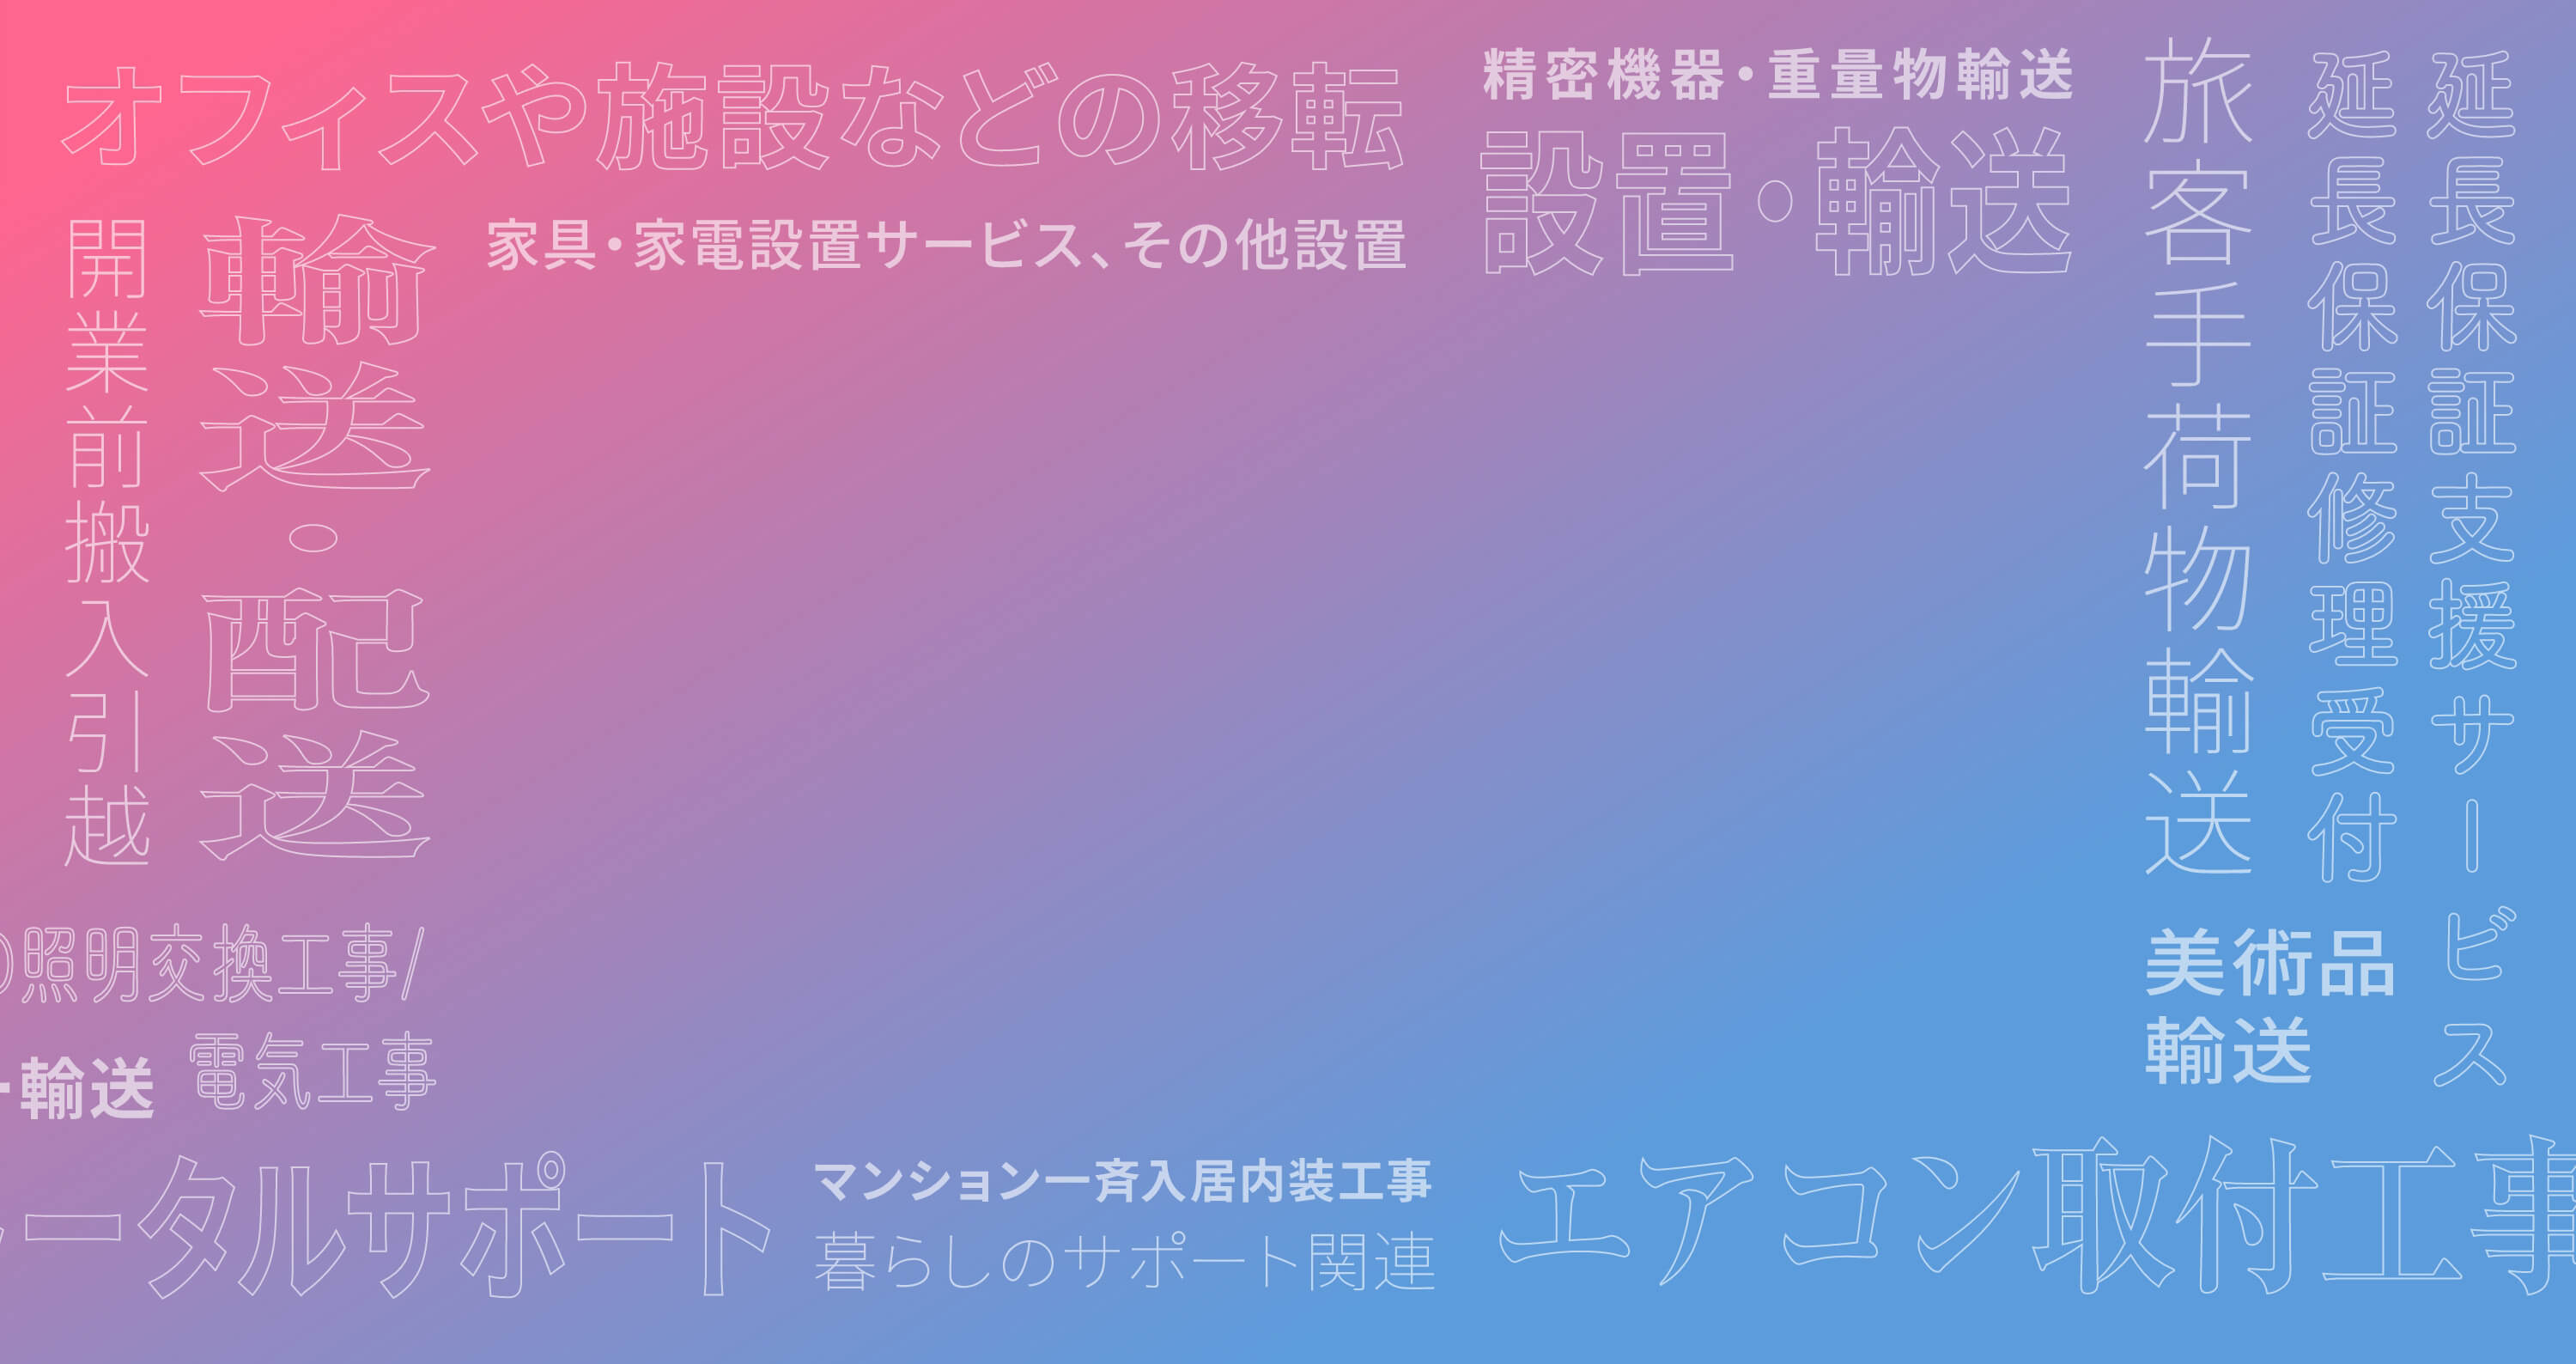 オフィスや施設などの移転
精密機器・重量物輸送
設置・輸送
家具・家電設置サービス、その他設置
開業前搬入引越
輸送・配送
旅客手荷物輸送
延長保証修理受付
延長保証支援サービス
の照明交換工事/
電気工事
・輸送
美術品
輸送
ータルサポート
マンション一斉入居内装工事
暮らしのサポート関連
エアコン取付工事